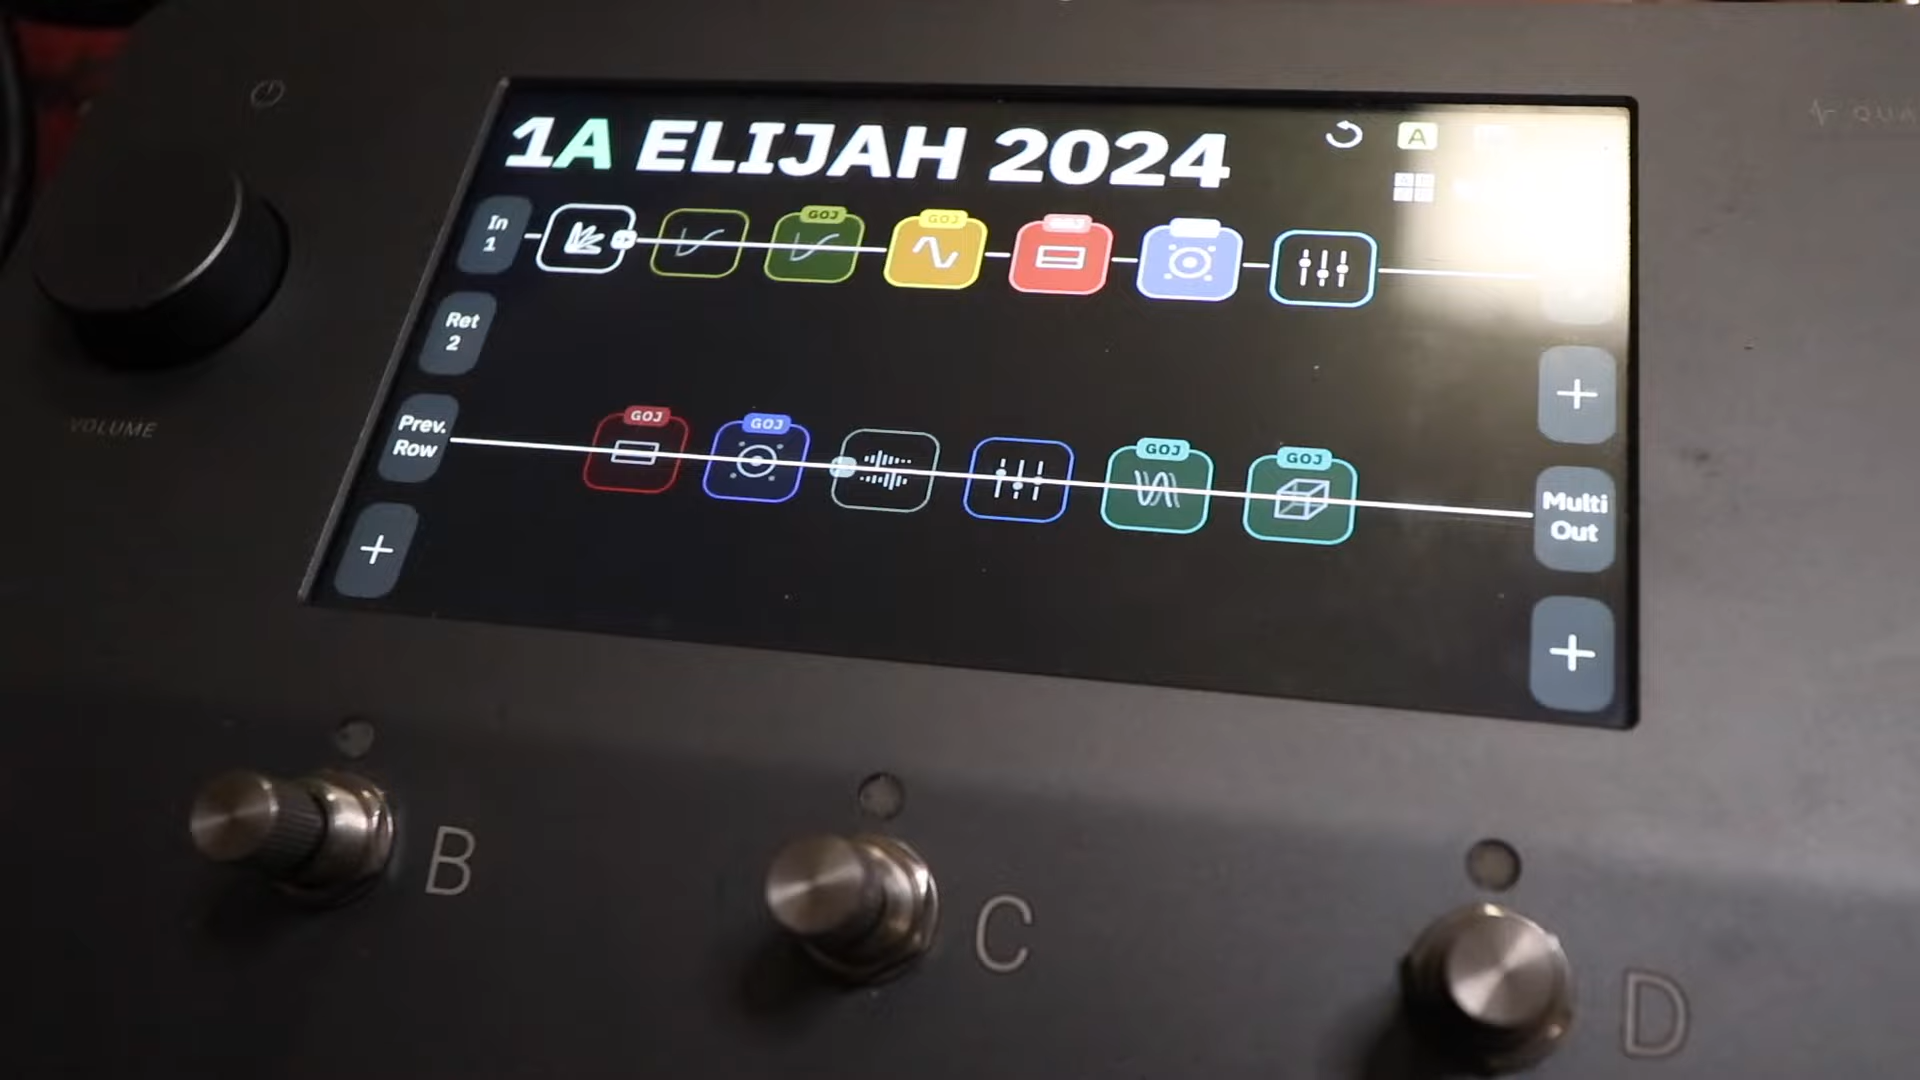 1A ELIJAH 2024
A
In
1
GOJ
GOJ
GOJ
Ret
2
Prev.
Row
GOJ
GOJ
GOJ
GOJ
Multi
Out
VOLUME
B
C
D